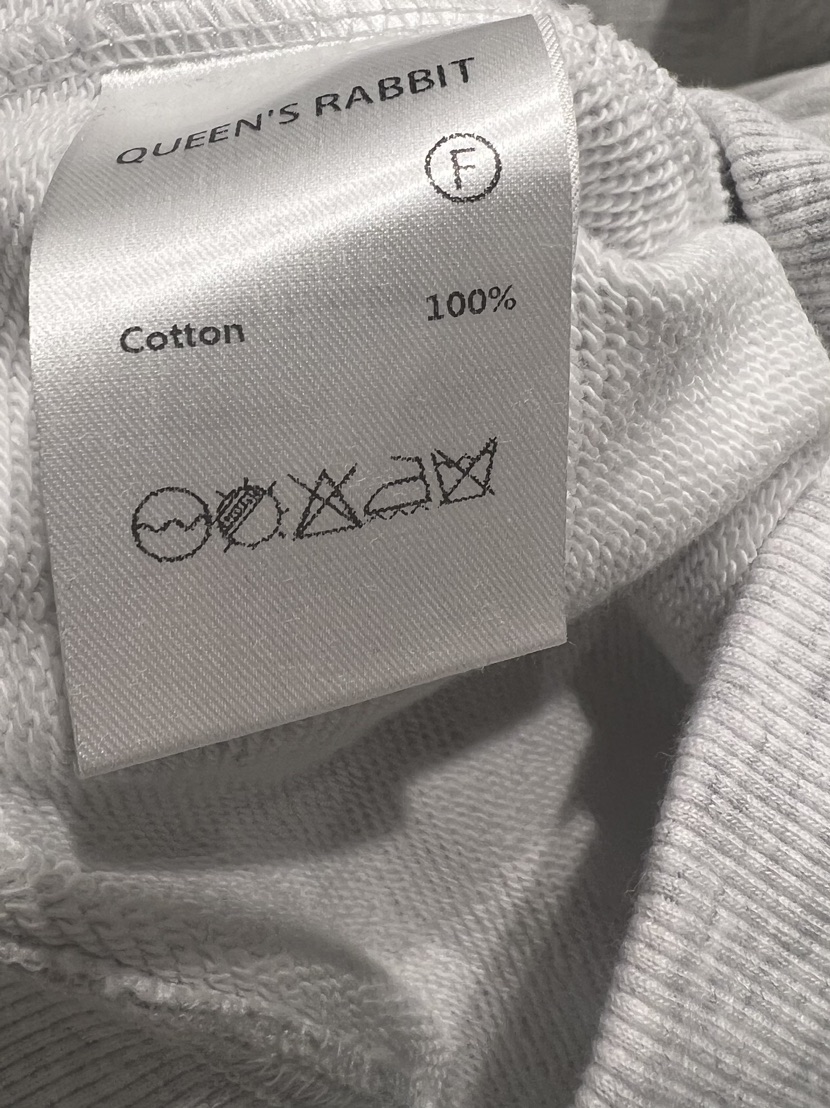 QUEEN'S RABBIT
F
Cotton 100%